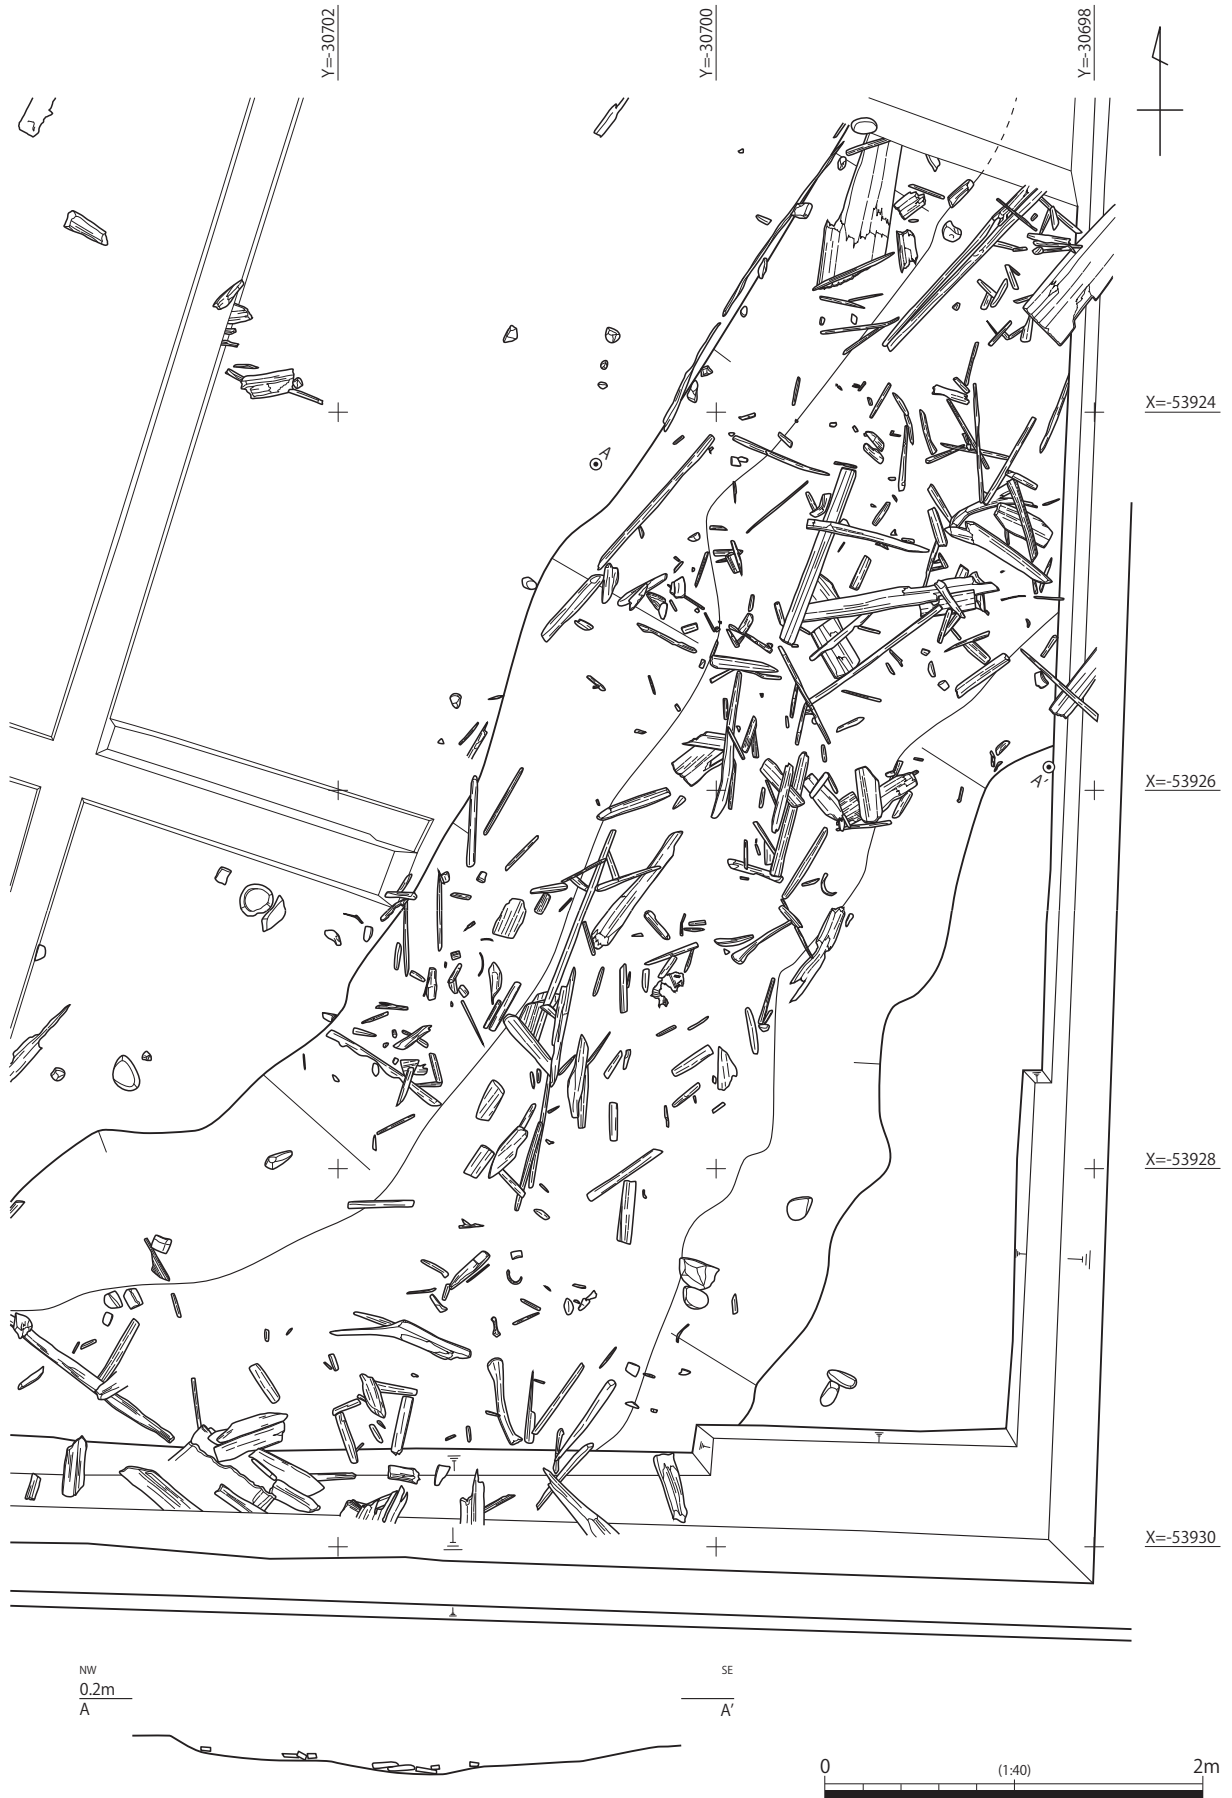 Y=-30702
Y=-30700
Y=-30698
X=-53924
A
X=-53926
A'
X=-53928
X=-53930
NW
SE
0.2m
A
A'
0
(1:40)
2m